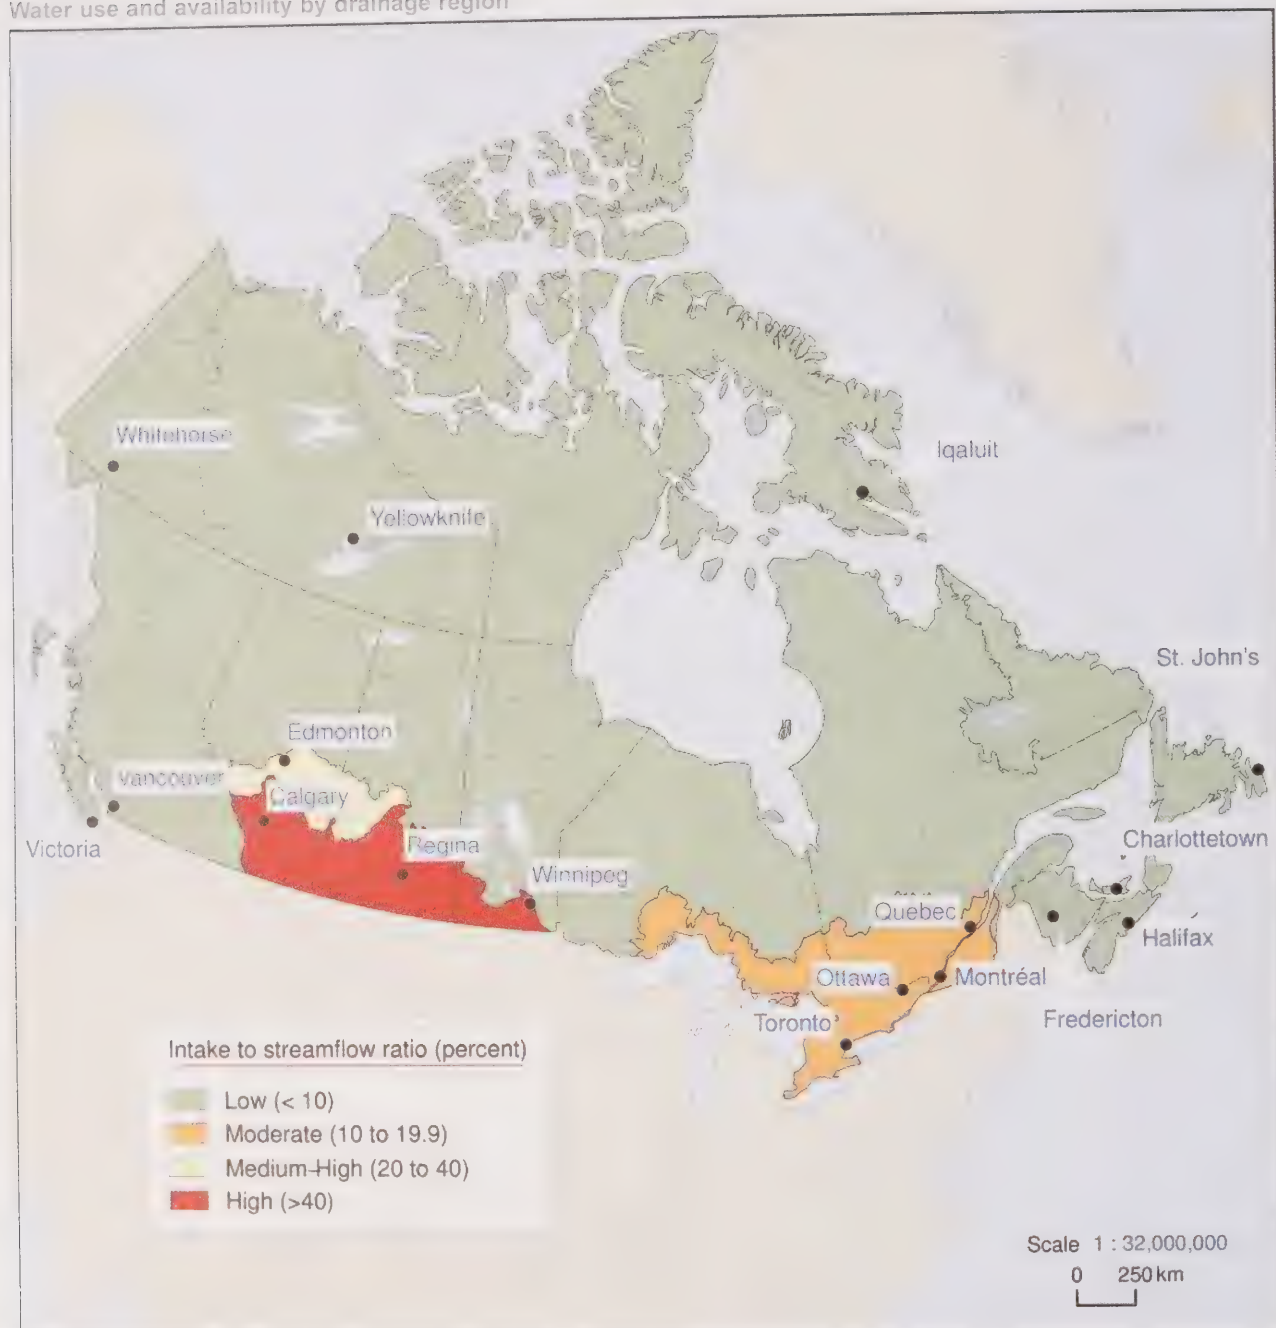 Water use and availability by drainage region
Whitehorse
Iqaluit
Yellowknife
St. John's
Edmonton
Vancouver
Calgary
Charlottetown
Victoria
Regina
Winnipeg
Quebec
Halifax
Ottawa
Montréal
Toronto
Fredericton
Intake to streamflow ratio (percent)
Low (< 10)
Moderate (10 to 19.9)
Medium-High (20 to 40)
High (>40)
Scale 1 : 32,000,000
0 250 km